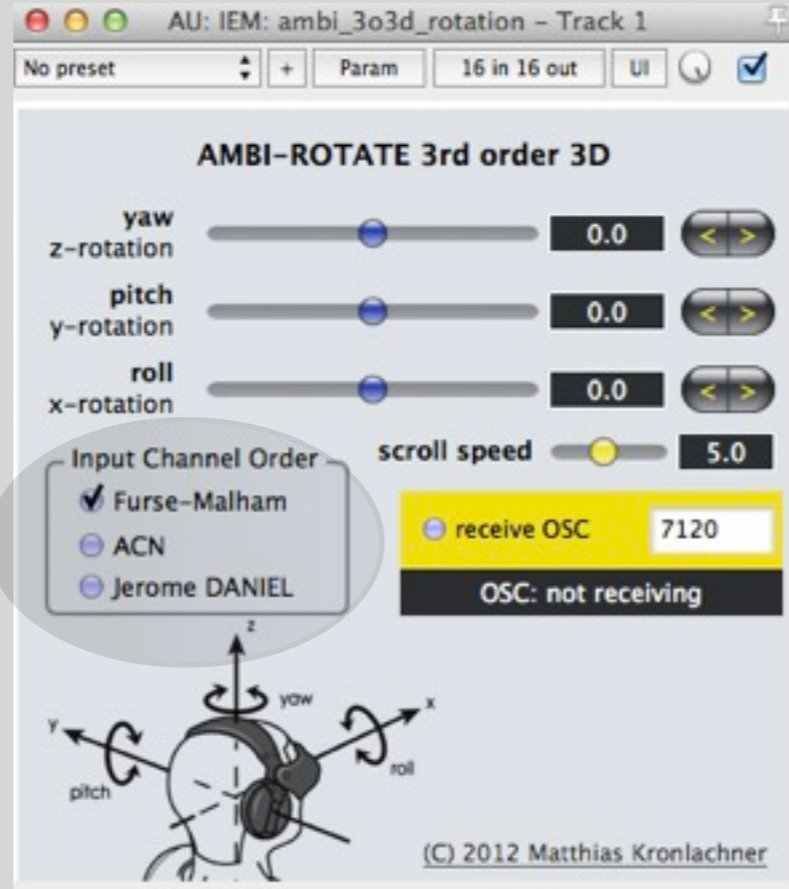 AU: IEM: ambi_3o3d_rotation – Track 1
No preset + Param 16 in 16 out UI
AMBI-ROTATE 3rd order 3D
yaw
z-rotation 0.0 < >
pitch
y-rotation 0.0 < >
roll
x-rotation 0.0 < >
scroll speed 5.0
Input Channel Order
Furse-Malham
ACN
Jerome DANIEL
receive OSC 7120
OSC: not receiving
z
yaw
x
y
roll
pitch
(C) 2012 Matthias Kronlachner